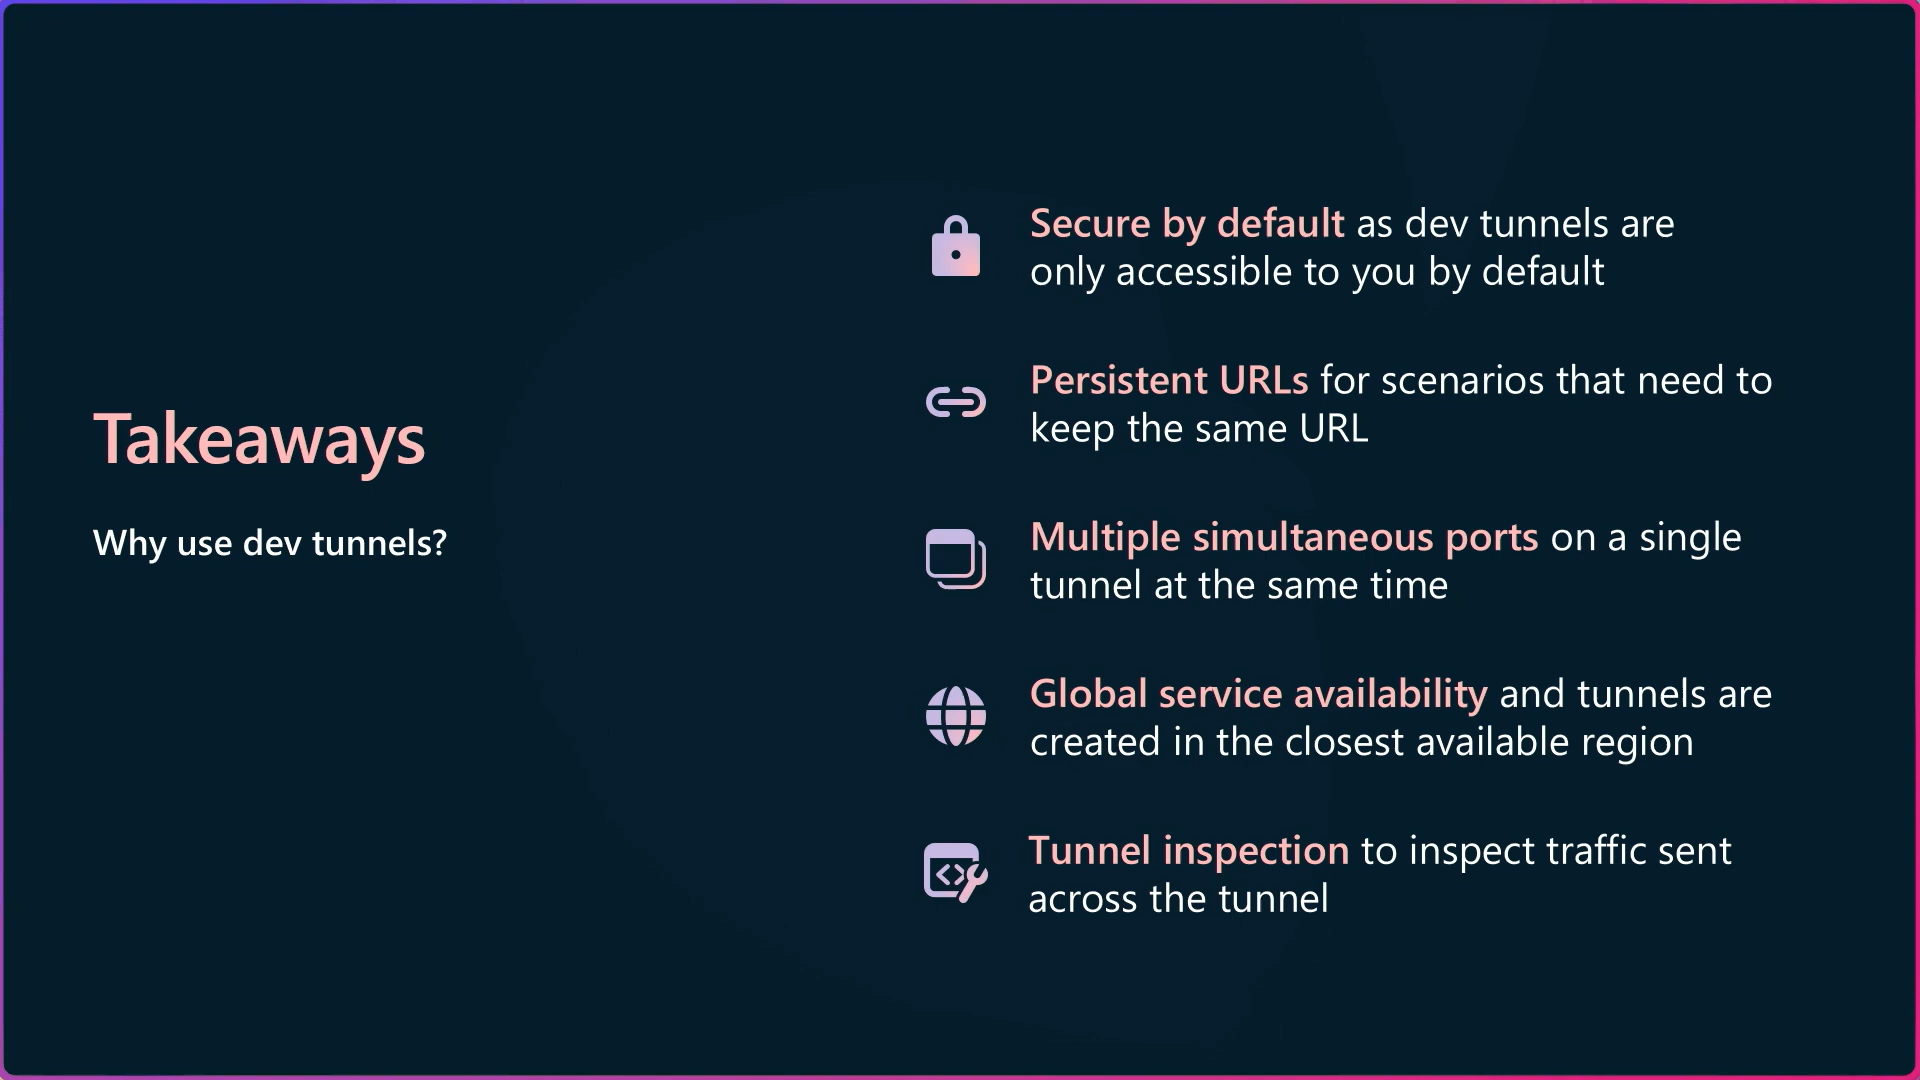 Takeaways
Why use dev tunnels?
Secure by default as dev tunnels are
only accessible to you by default
Persistent URLs for scenarios that need to
keep the same URL
Multiple simultaneous ports on a single
tunnel at the same time
Global service availability and tunnels are
created in the closest available region
Tunnel inspection to inspect traffic sent
across the tunnel